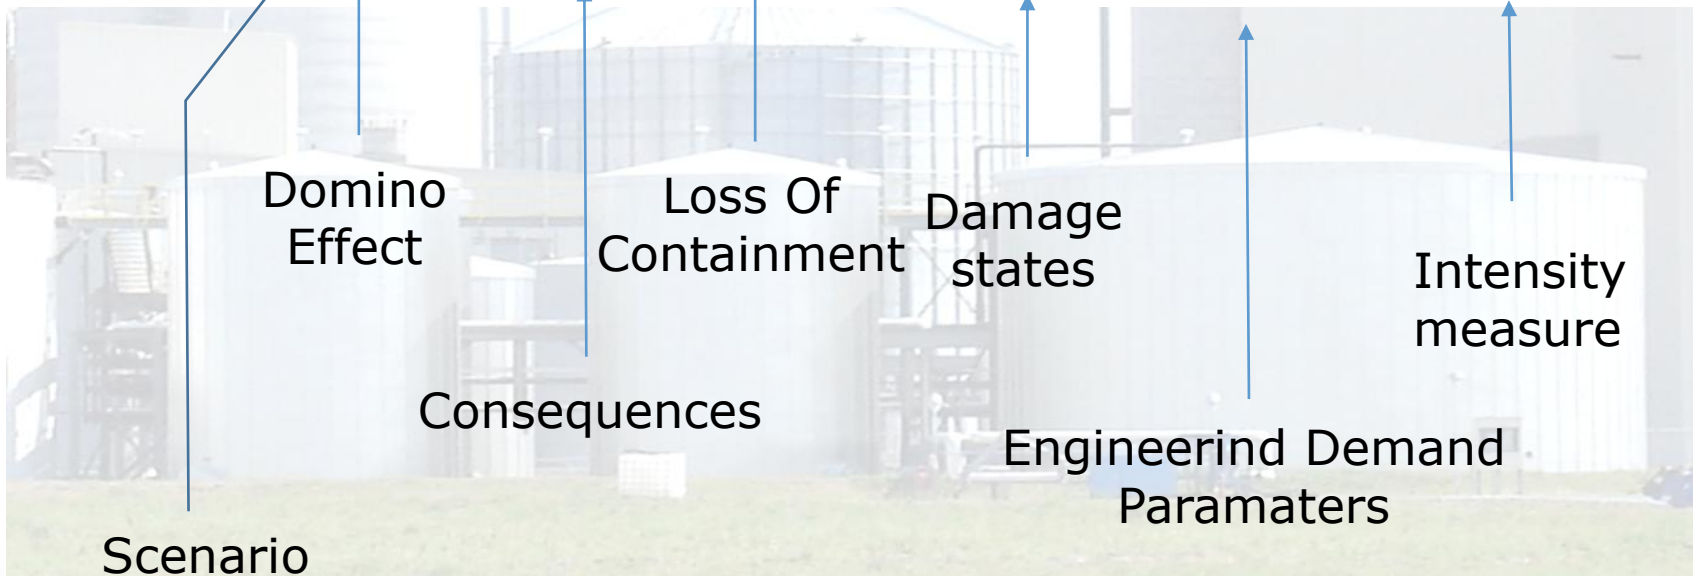 Domino
Effect
Loss Of
Containment
Damage
states
Intensity
measure
Consequences
Engineerind Demand
Paramaters
Scenario